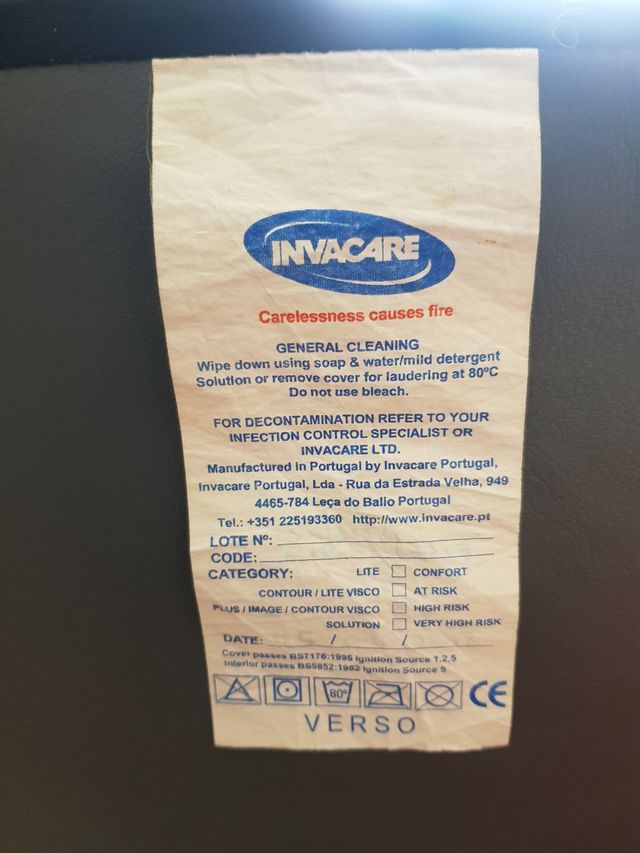 INVACARE
Carelessness causes fire
GENERAL CLEANING
Wipe down using soap & water/mild detergent
Solution or remove cover for laudering at 80ºC
Do not use bleach.
FOR DECONTAMINATION REFER TO YOUR
INFECTION CONTROL SPECIALIST OR
INVACARE LTD.
Manufactured in Portugal by Invacare Portugal,
Invacare Portugal, Lda - Rua da Estrada Velha, 949
4465-784 Leça do Balio Portugal
Tel.: +351 225193360 http://www.invacare.pt
LOTE Nº:
CODE:
CATEGORY: LITE CONFORT
CONTOUR / LITE VISCO AT RISK
PLUS / IMAGE / CONTOUR VISCO HIGH RISK
SOLUTION VERY HIGH RISK
DATE: / /
Cover passes BS7176:1995 Ignition Source 1,2,5
Interior passes BS5852:1982 Ignition Source 5
80º CE
VERSO